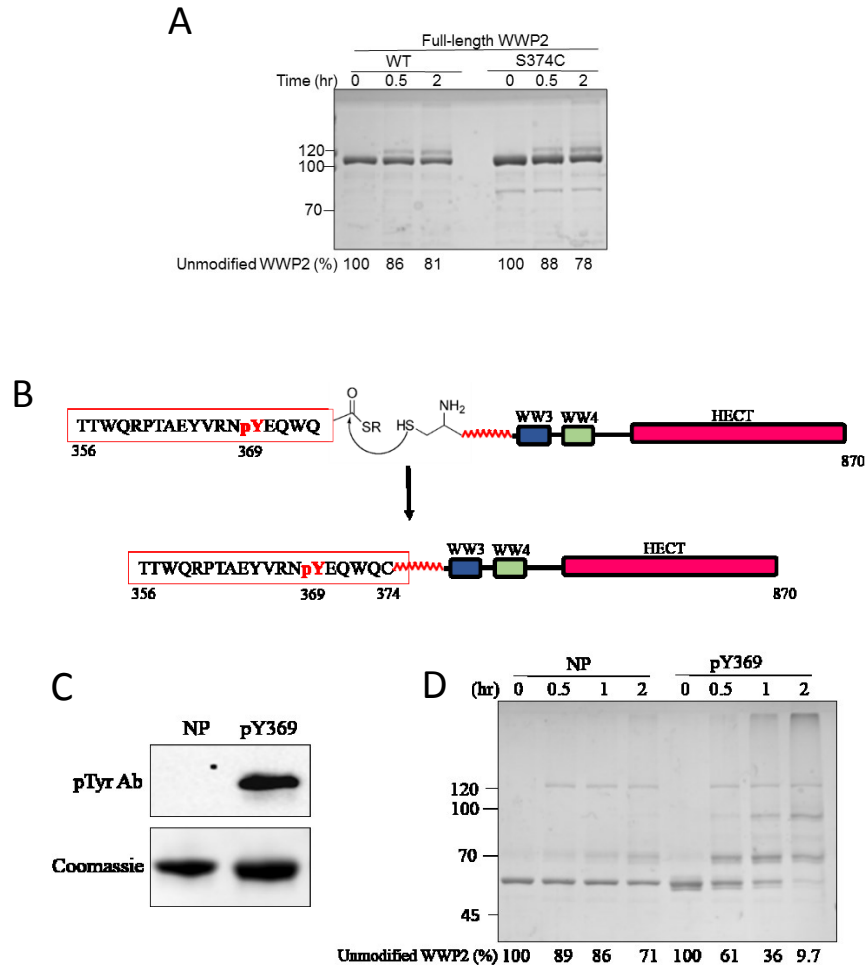 A
Full-length WWP2
WT S374C
Time (hr) 0 0.5 2 0 0.5 2
120
100
70
Unmodified WWP2 (%) 100 86 81 100 88 78
B
TTWQRPTAEYVRNpYEQWQ
O
SR
HS
NH2
WW3 WW4 HECT
356 369 870
WW3 WW4 HECT
TTWQRPTAEYVRNpYEQWQC
356 369 374 870
C
NP pY369
pTyr Ab
Coomassie
D
NP pY369
(hr) 0 0.5 1 2 0 0.5 1 2
120
100
70
45
Unmodified WWP2 (%) 100 89 86 71 100 61 36 9.7